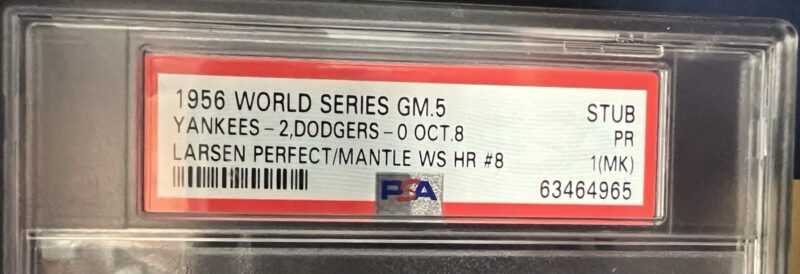 1956 WORLD SERIES GM.5 STUB
YANKEES-2,DODGERS-0 OCT.8 PR
LARSEN PERFECT/MANTLE WS HR #8 1(MK)
PSA 63464965